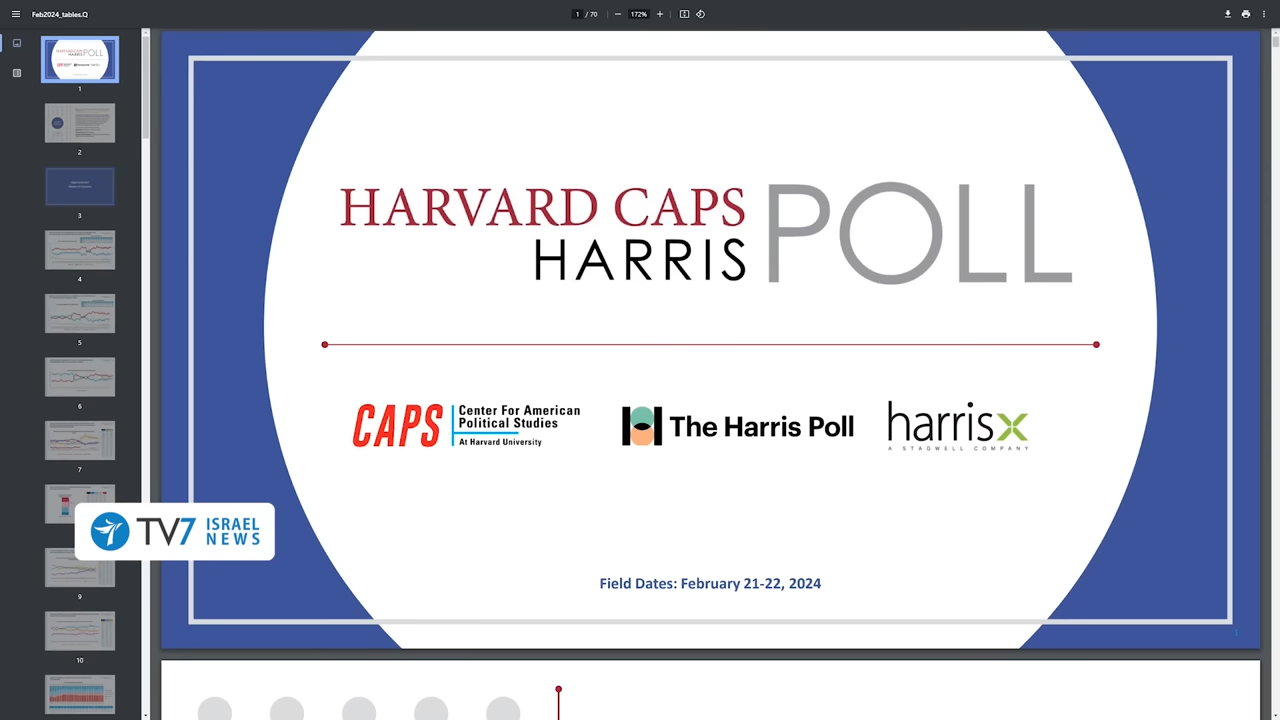 Feb2024_tables.Q
1 / 70
172%
1
2
3
4
5
6
7
9
10
HARVARD CAPS
HARRIS
POLL
CAPS
Center For American
Political Studies
At Harvard University
The Harris Poll
harrisx
A STAGWELL COMPANY
TV7 ISRAEL
NEWS
Field Dates: February 21-22, 2024